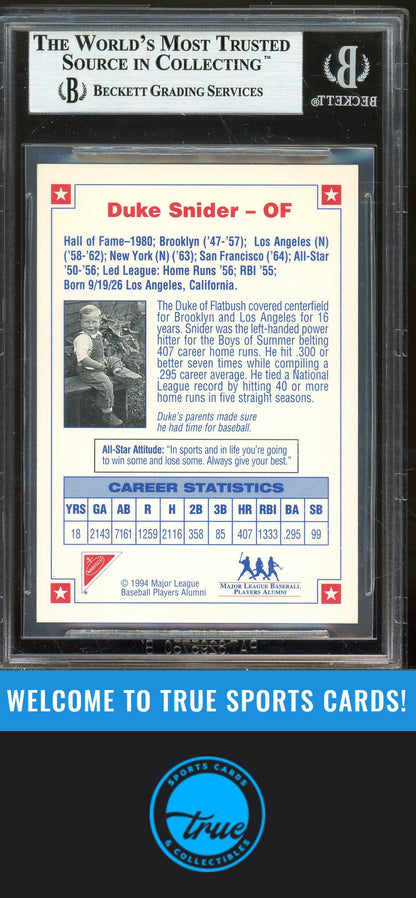 THE WORLD'S MOST TRUSTED
SOURCE IN COLLECTING™
B BECKETT GRADING SERVICES
B
BECKETT®
Duke Snider – OF
Hall of Fame–1980; Brooklyn ('47-'57); Los Angeles (N)
('58-'62); New York (N) ('63); San Francisco ('64); All-Star
'50-'56; Led League: Home Runs '56; RBI '55;
Born 9/19/26 Los Angeles, California.
The Duke of Flatbush covered centerfield
for Brooklyn and Los Angeles for 16
years. Snider was the left-handed power
hitter for the Boys of Summer belting
407 career home runs. He hit .300 or
better seven times while compiling a
.295 career average. He tied a National
League record by hitting 40 or more
home runs in five straight seasons.
Duke's parents made sure
he had time for baseball.
All-Star Attitude: "In sports and in life you're going
to win some and lose some. Always give your best."
CAREER STATISTICS
YRS GA AB R H 2B 3B HR RBI BA SB
18 2143 7161 1259 2116 358 85 407 1333 .295 99
NABISCO
© 1994 Major League
Baseball Players Alumni
MAJOR LEAGUE BASEBALL
PLAYERS ALUMNI
WELCOME TO TRUE SPORTS CARDS!
SPORTS CARDS
true
& COLLECTIBLES